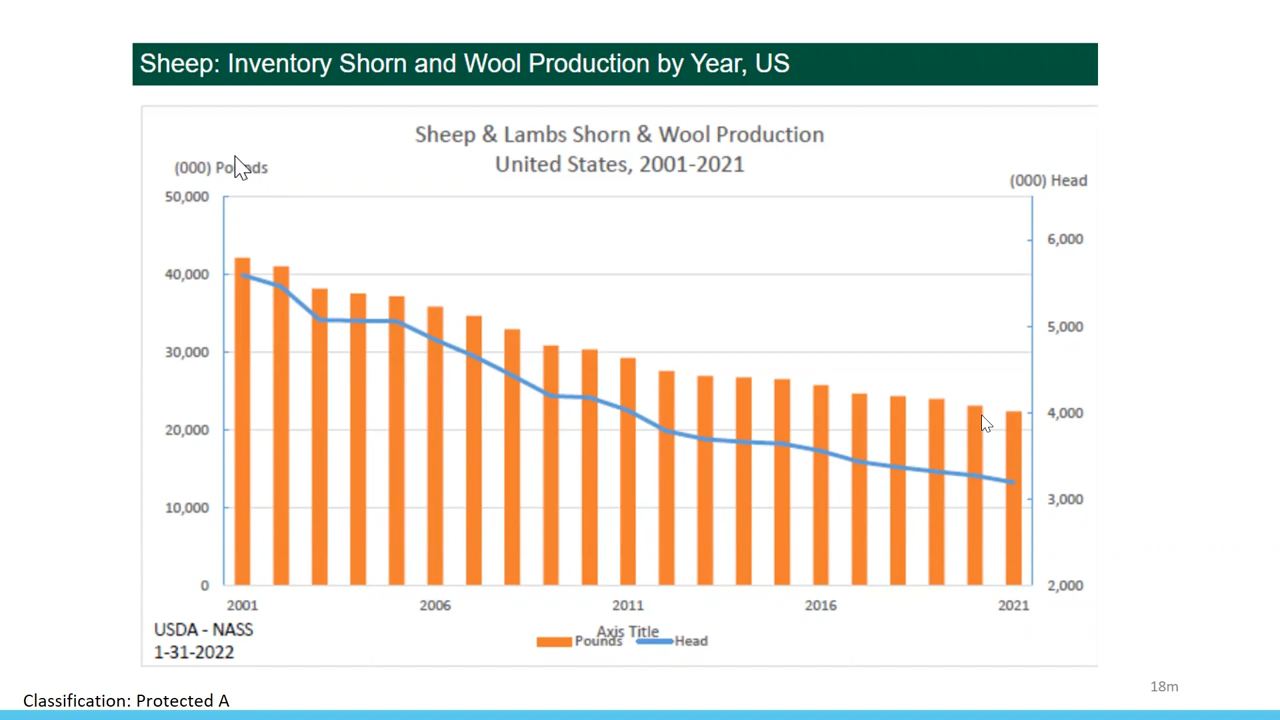 Sheep: Inventory Shorn and Wool Production by Year, US
Sheep & Lambs Shorn & Wool Production
United States, 2001-2021
(000) Pounds
(000) Head
50,000
40,000
30,000
20,000
10,000
0
6,000
5,000
4,000
3,000
2,000
2001 2006 2011 2016 2021
Axis Title
Pounds Head
USDA - NASS
1-31-2022
18m
Classification: Protected A